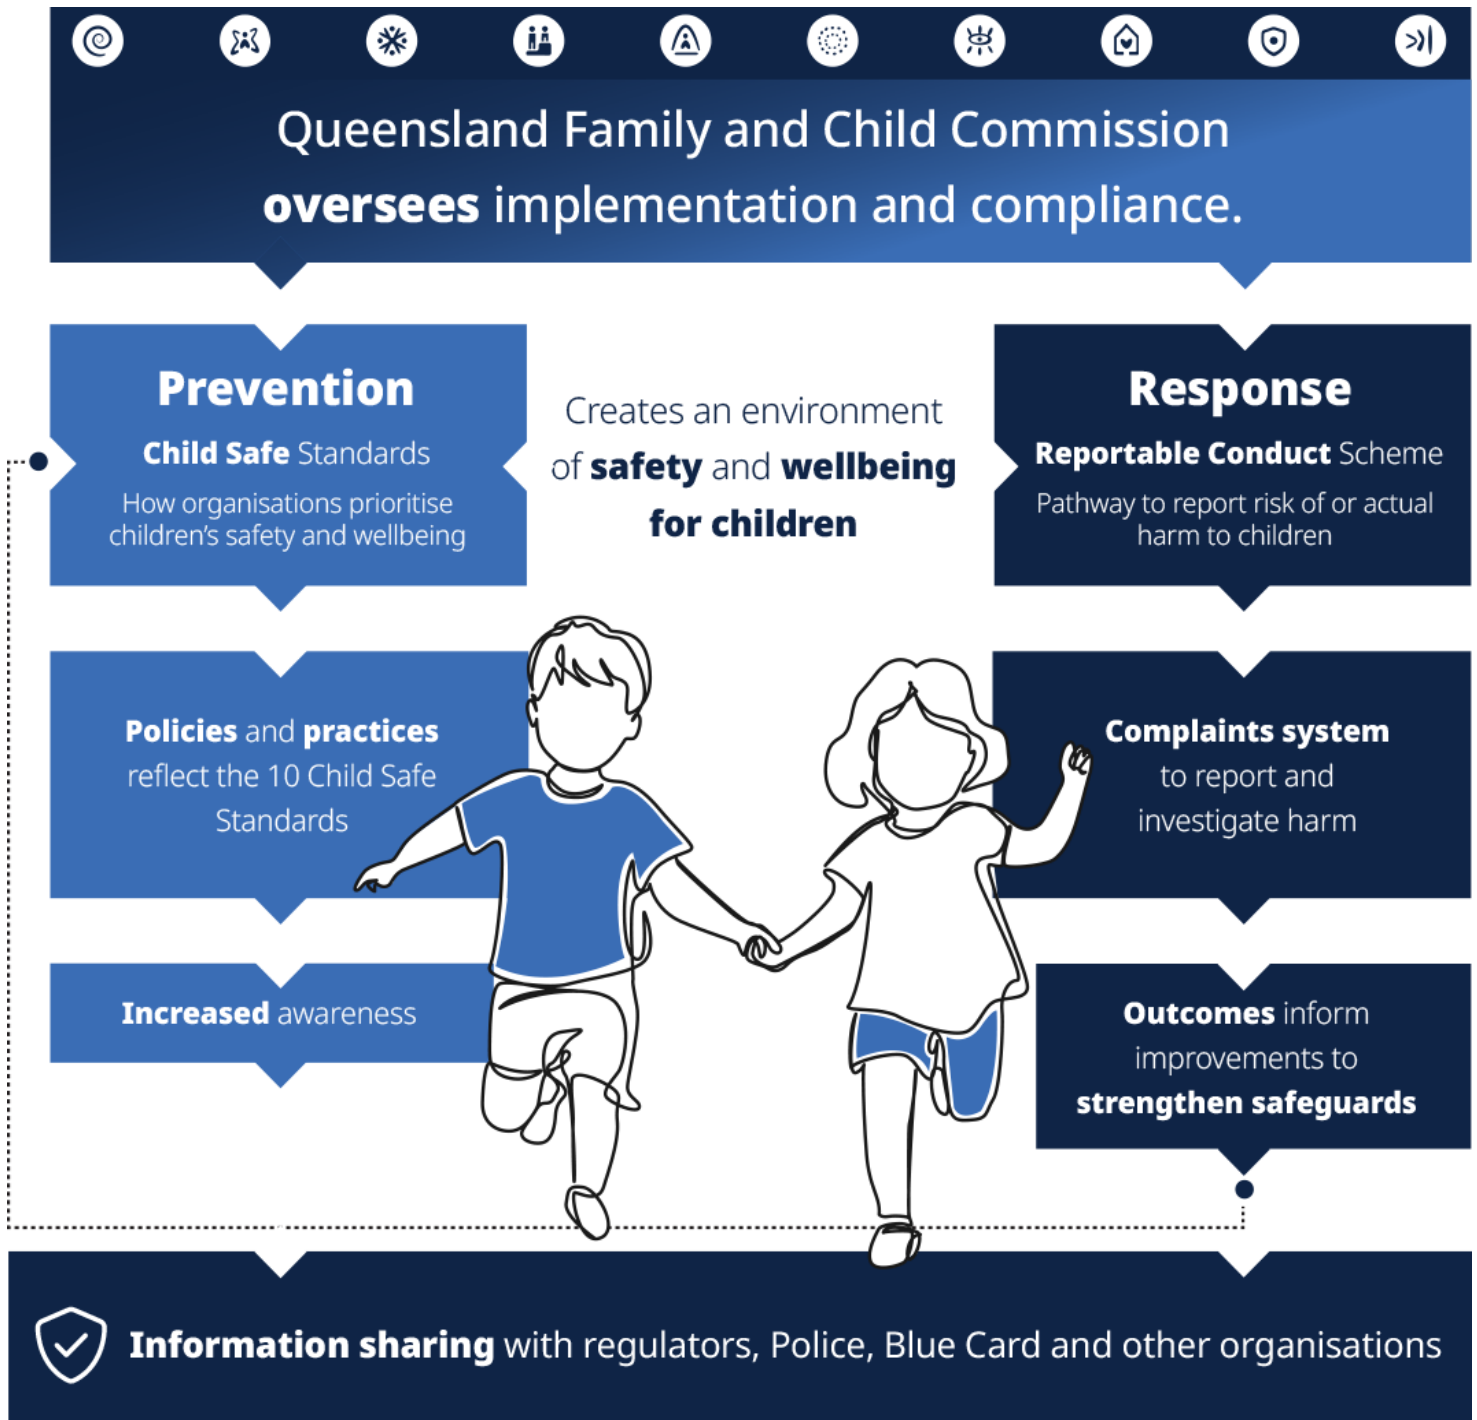 Queensland Family and Child Commission
oversees implementation and compliance.
Prevention
Child Safe Standards
How organisations prioritise
children's safety and wellbeing
Creates an environment
of safety and wellbeing
for children
Response
Reportable Conduct Scheme
Pathway to report risk of or actual
harm to children
Policies and practices
reflect the 10 Child Safe
Standards
Complaints system
to report and
investigate harm
Increased awareness
Outcomes inform
improvements to
strengthen safeguards
Information sharing with regulators, Police, Blue Card and other organisations